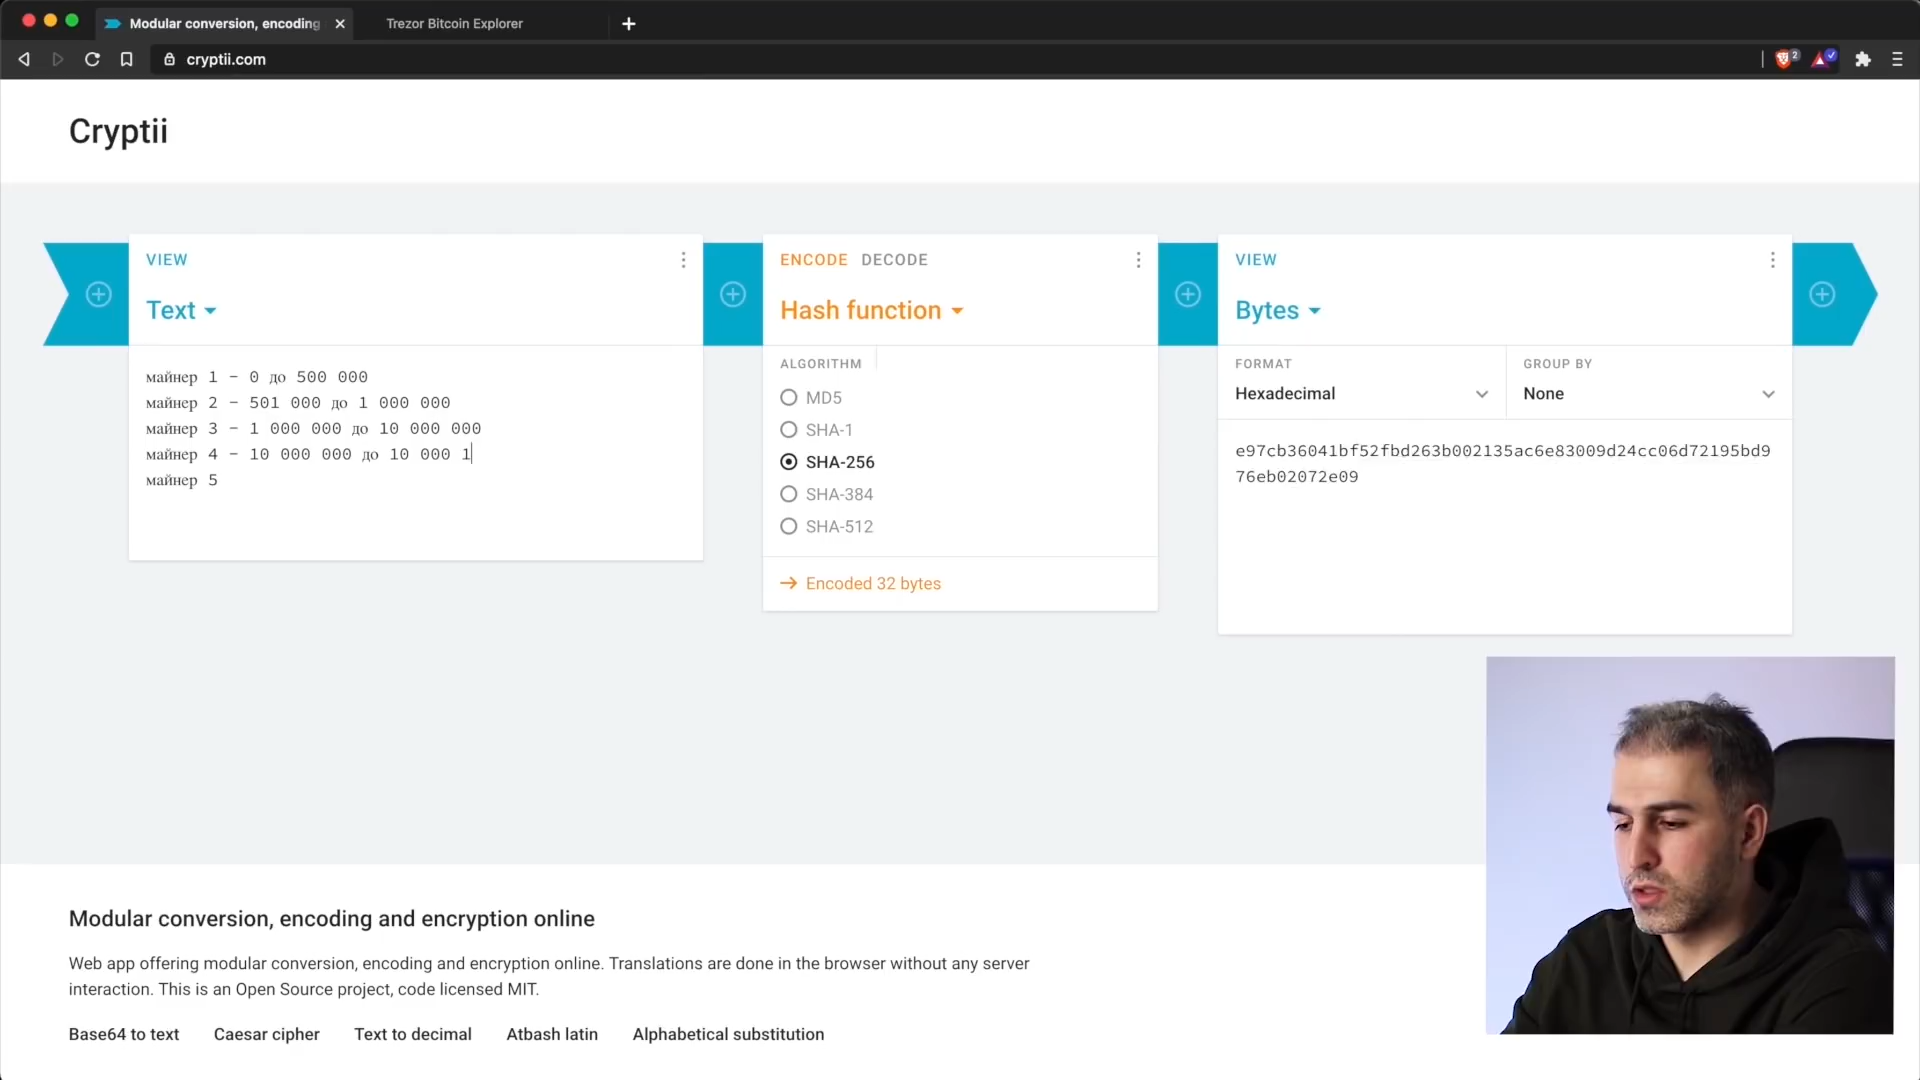 Modular conversion, encoding
Trezor Bitcoin Explorer
cryptii.com
2
Cryptii
VIEW
Text
майнер 1 - 0 до 500 000
майнер 2 - 501 000 до 1 000 000
майнер 3 - 1 000 000 до 10 000 000
майнер 4 - 10 000 000 до 10 000 1
майнер 5
ENCODE DECODE
Hash function
ALGORITHM
MD5
SHA-1
SHA-256
SHA-384
SHA-512
→ Encoded 32 bytes
VIEW
Bytes
FORMAT
Hexadecimal
GROUP BY
None
e97cb36041bf52fbd263b002135ac6e83009d24cc06d72195bd9
76eb02072e09
Modular conversion, encoding and encryption online
Web app offering modular conversion, encoding and encryption online. Translations are done in the browser without any server
interaction. This is an Open Source project, code licensed MIT.
Base64 to text Caesar cipher Text to decimal Atbash latin Alphabetical substitution